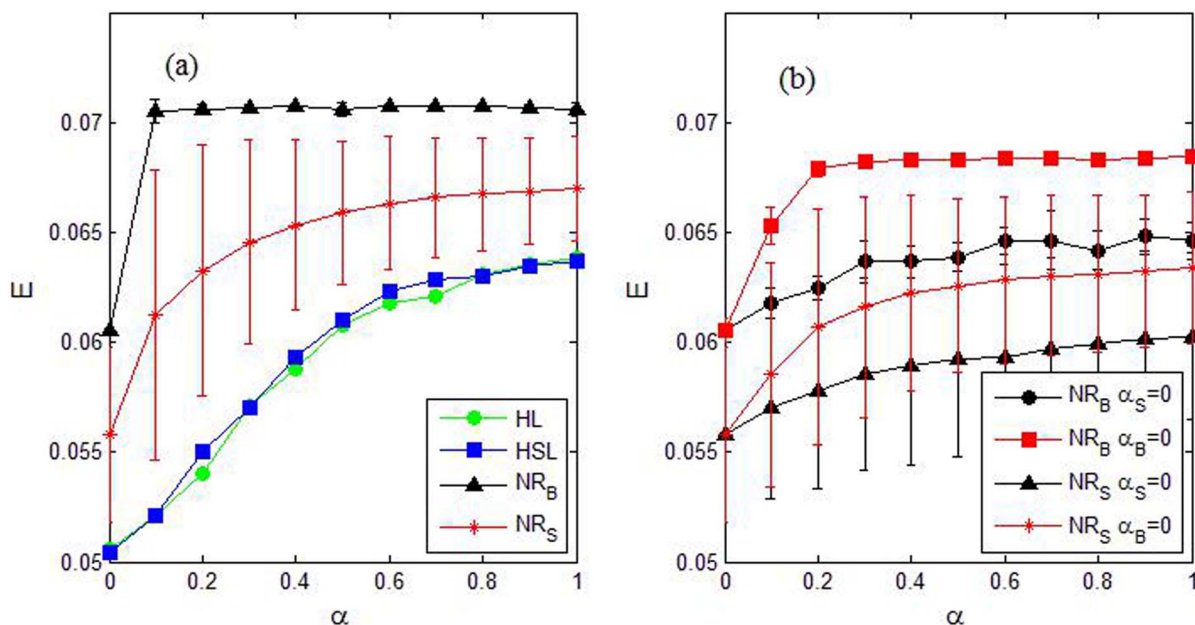 (a)
0.07
0.065
0.06
0.055
0.05
E
0 0.2 0.4 0.6 0.8 1
α
HL
HSL
NR_B
NR_S
(b)
0.07
0.065
0.06
0.055
0.05
E
0 0.2 0.4 0.6 0.8 1
α
NR_B α_S=0
NR_B α_B=0
NR_S α_S=0
NR_S α_B=0